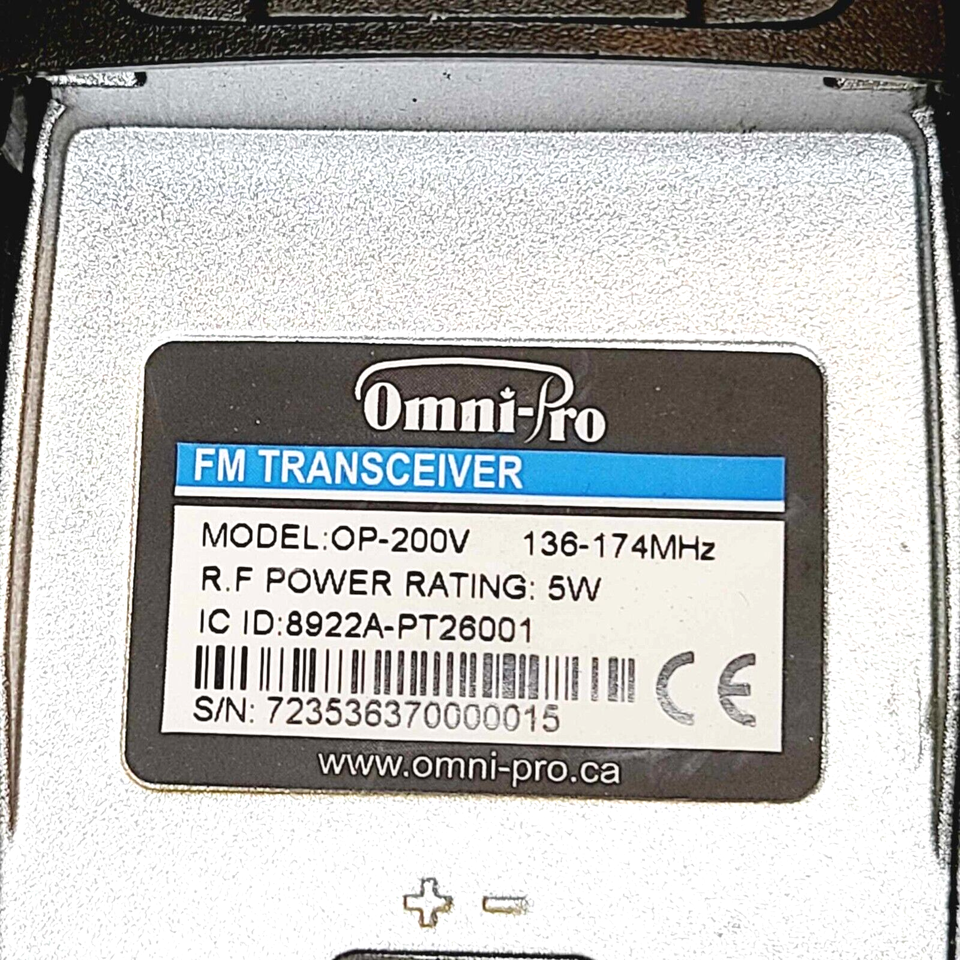 Omni-Pro
FM TRANSCEIVER
MODEL:OP-200V 136-174MHz
R.F POWER RATING: 5W
IC ID:8922A-PT26001
CE
S/N: 723536370000015
www.omni-pro.ca
+ -